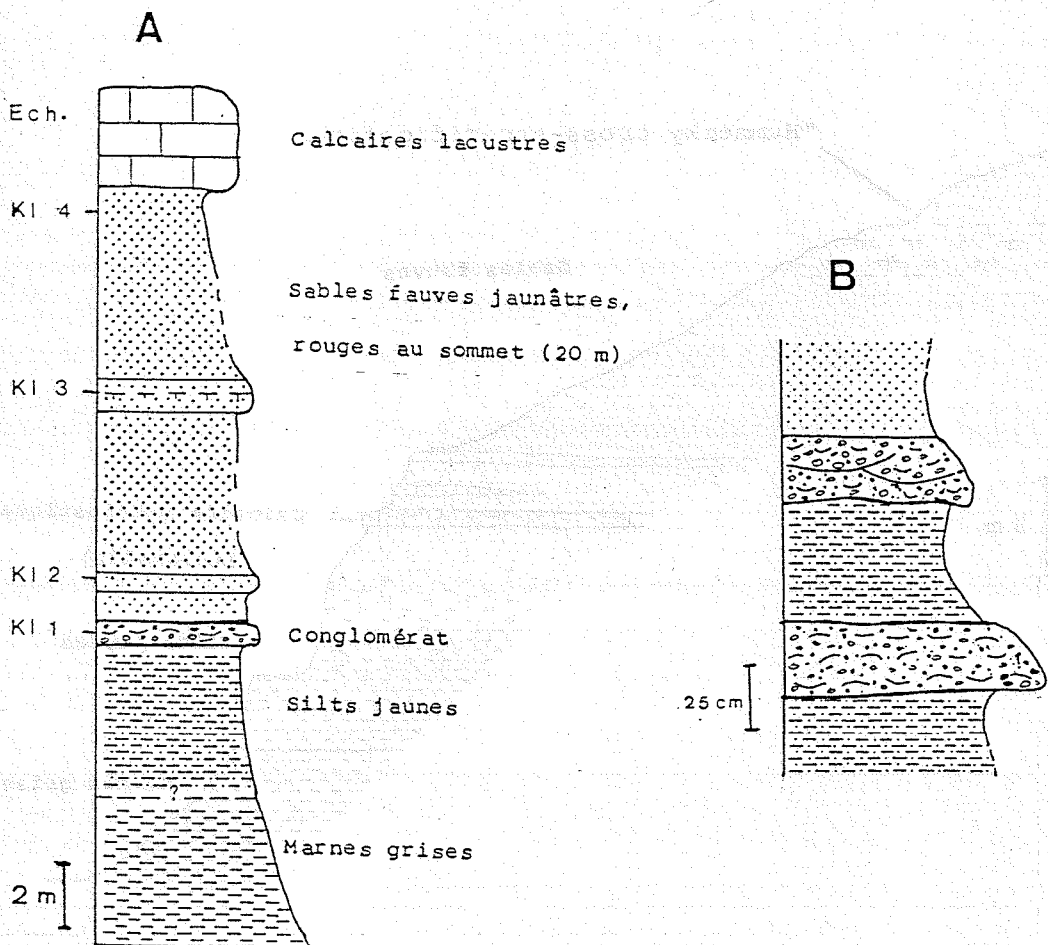 A
Ech.
Calcaires lacustres
Kl 4
Sables fauves jaunâtres,
rouges au sommet (20 m)
B
Kl 3
Kl 2
Kl 1
Conglomérat
Silts jaunes
25 cm
?
Marnes grises
2 m